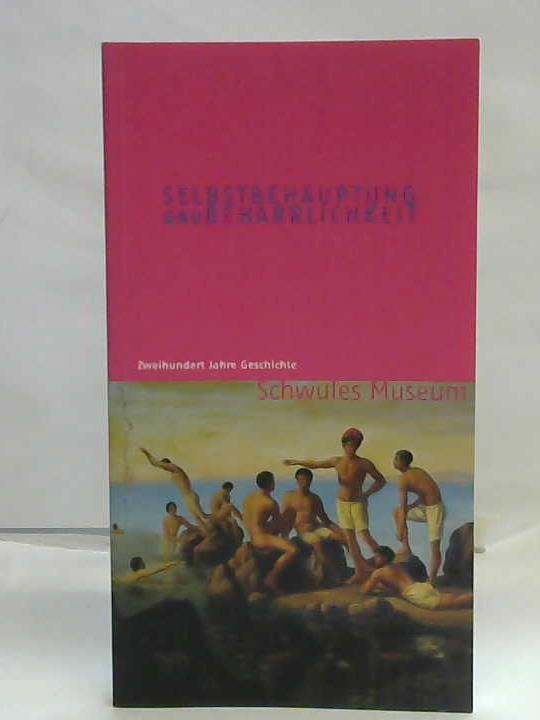 SELBSTBEHAUPTUNG
UND BEHARRLICHKEIT
Zweihundert Jahre Geschichte
Schwules Museum